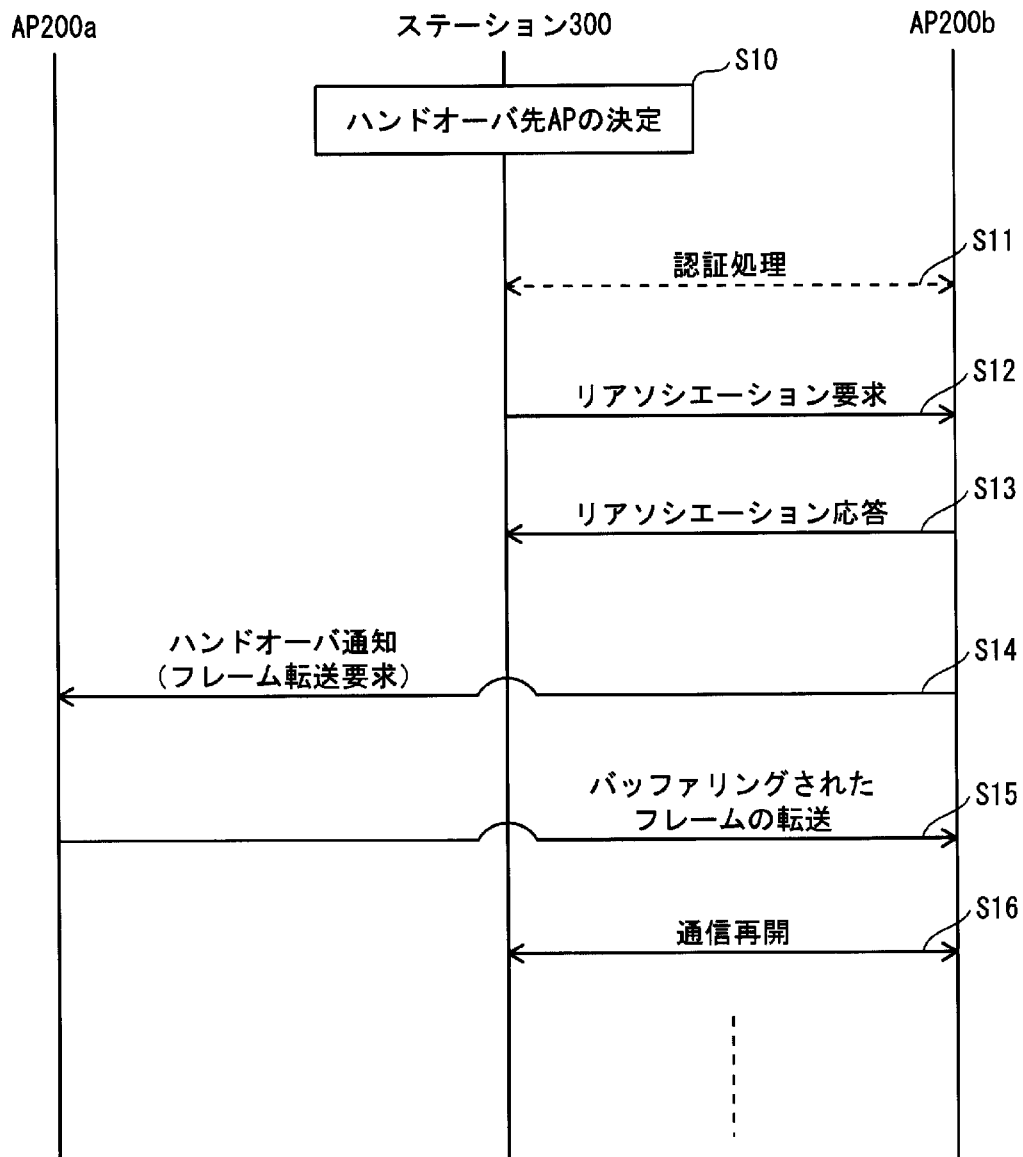 AP200a
ステーション300
AP200b
S10
ハンドオーバ先APの決定
S11
認証処理
S12
リアソシエーション要求
S13
リアソシエーション応答
ハンドオーバ通知
(フレーム転送要求)
S14
バッファリングされた
フレームの転送
S15
S16
通信再開